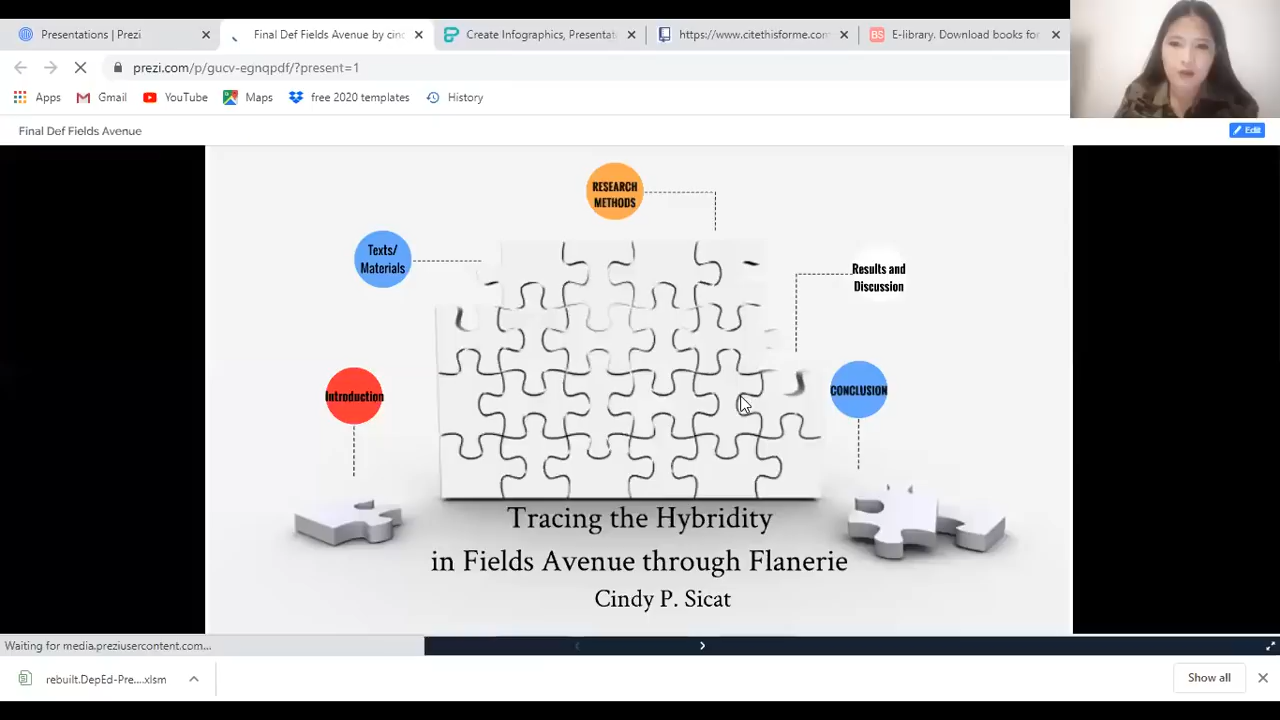 Presentations | Prezi
Final Def Fields Avenue by cinc
Create Infographics, Presentat
https://www.citethisforme.com
E-library. Download books for
prezi.com/p/gucv-egnqpdf/?present=1
Apps
Gmail
YouTube
Maps
free 2020 templates
History
Final Def Fields Avenue
Edit
RESEARCH
METHODS
Texts/
Materials
Results and
Discussion
Introduction
CONCLUSION
Tracing the Hybridity
in Fields Avenue through Flanerie
Cindy P. Sicat
Waiting for media.preziusercontent.com...
rebuilt.DepEd-Pre....xlsm
Show all